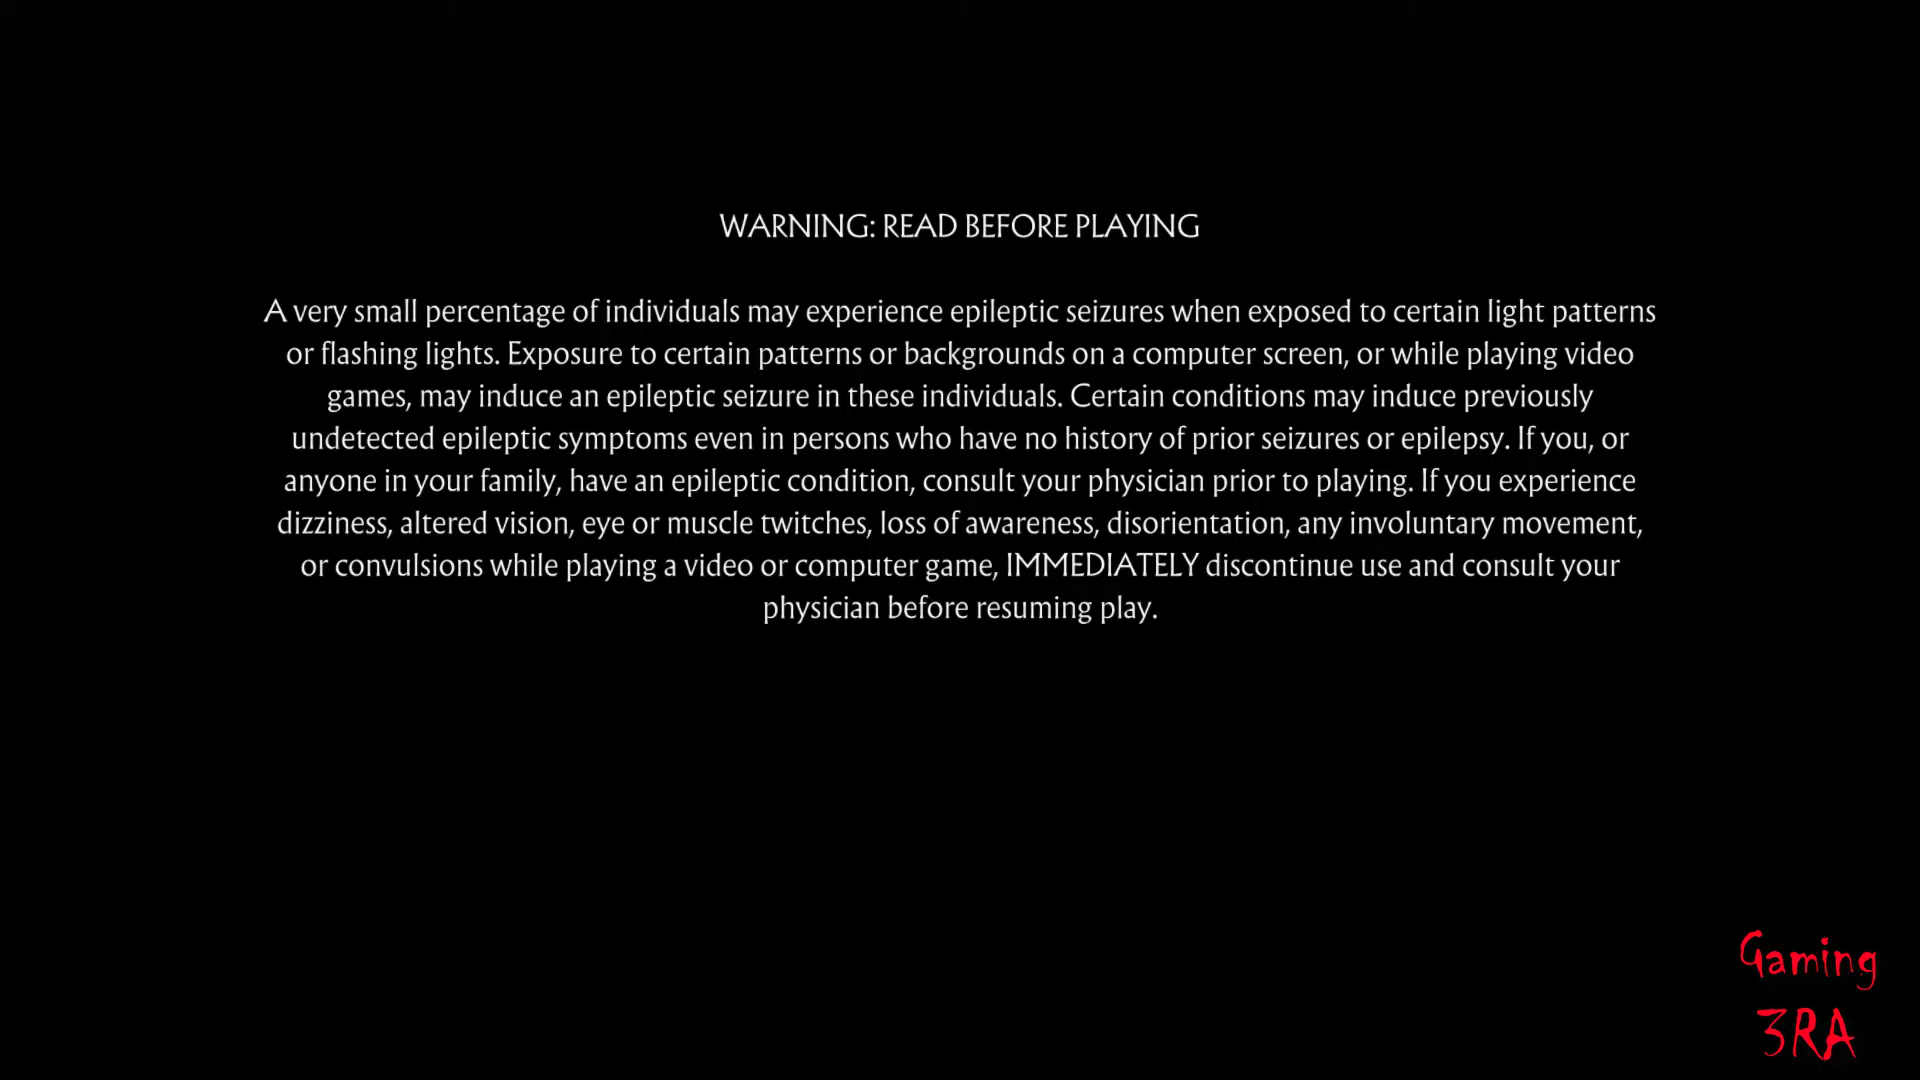 WARNING: READ BEFORE PLAYING
A very small percentage of individuals may experience epileptic seizures when exposed to certain light patterns
or flashing lights. Exposure to certain patterns or backgrounds on a computer screen, or while playing video
games, may induce an epileptic seizure in these individuals. Certain conditions may induce previously
undetected epileptic symptoms even in persons who have no history of prior seizures or epilepsy. If you, or
anyone in your family, have an epileptic condition, consult your physician prior to playing. If you experience
dizziness, altered vision, eye or muscle twitches, loss of awareness, disorientation, any involuntary movement,
or convulsions while playing a video or computer game, IMMEDIATELY discontinue use and consult your
physician before resuming play.
Gaming
3RA